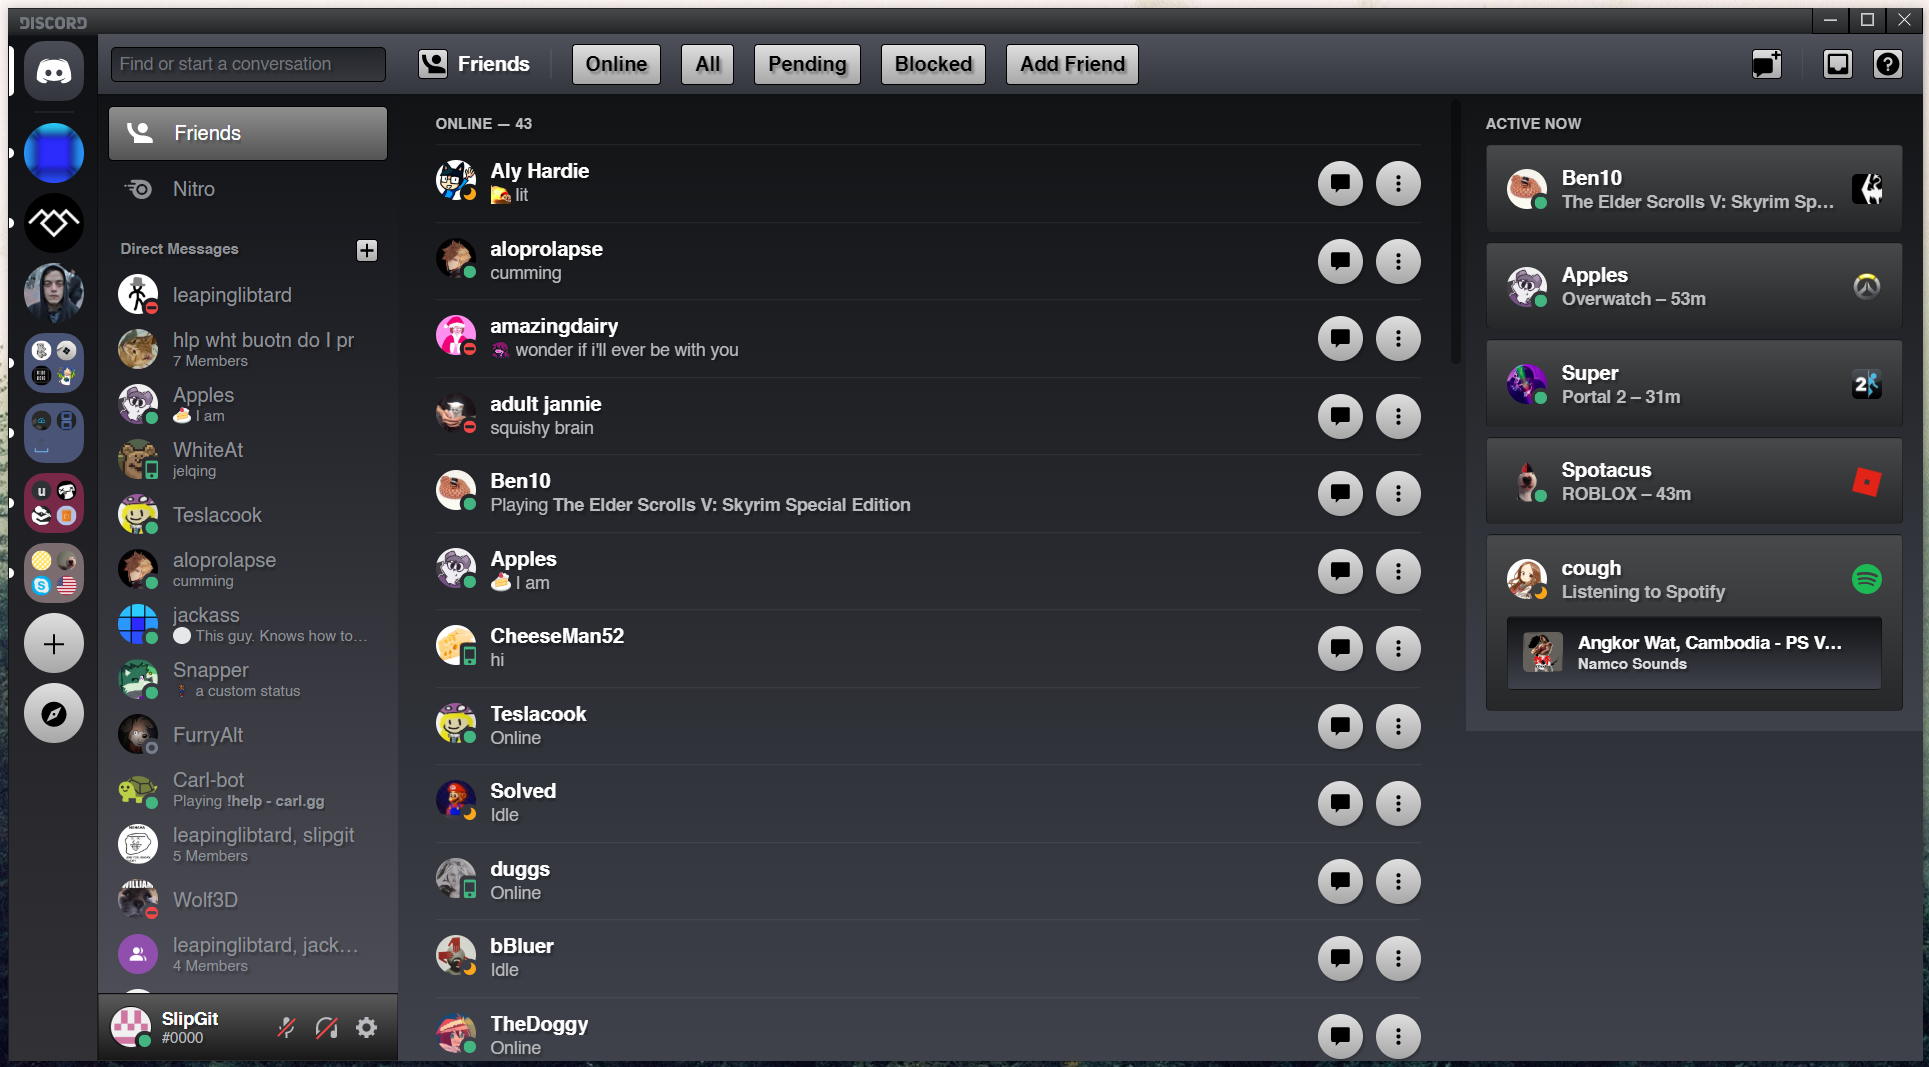 DISCORD
Find or start a conversation
Friends
Online
All
Pending
Blocked
Add Friend
Friends
Nitro
Direct Messages
leapinglibtard
hlp wht buotn do I pr
7 Members
Apples
I am
WhiteAt
jelqing
Teslacook
aloprolapse
cumming
jackass
This guy. Knows how to...
Snapper
a custom status
FurryAlt
Carl-bot
Playing !help - carl.gg
leapinglibtard, slipgit
5 Members
WILLIAM
Wolf3D
leapinglibtard, jack...
4 Members
SlipGit
#0000
ONLINE — 43
Aly Hardie
lit
aloprolapse
cumming
amazingdairy
wonder if i'll ever be with you
adult jannie
squishy brain
Ben10
Playing The Elder Scrolls V: Skyrim Special Edition
Apples
I am
CheeseMan52
hi
Teslacook
Online
Solved
Idle
duggs
Online
bBluer
Idle
TheDoggy
Online
ACTIVE NOW
Ben10
The Elder Scrolls V: Skyrim Sp...
Apples
Overwatch – 53m
Super
Portal 2 – 31m
2
Spotacus
ROBLOX – 43m
cough
Listening to Spotify
Angkor Wat, Cambodia - PS V...
Namco Sounds